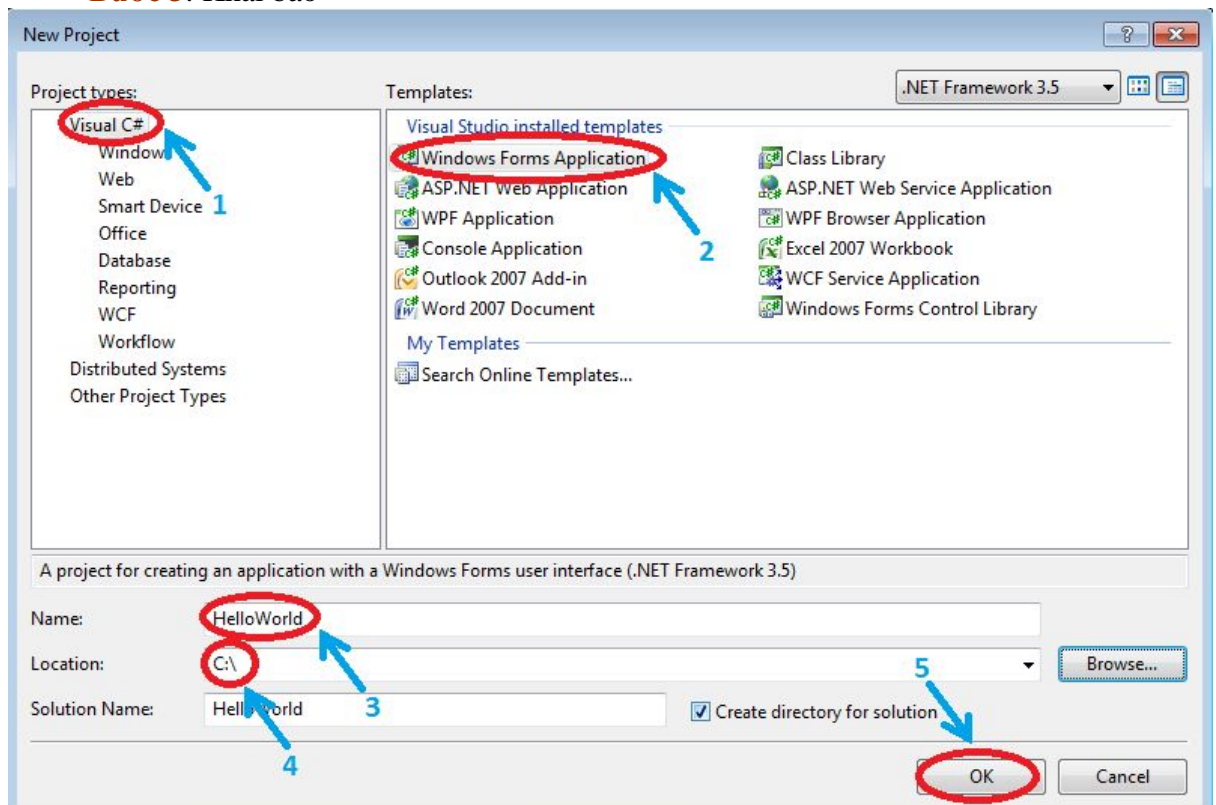 New Project
Project types:
Templates:
.NET Framework 3.5
Visual C#
Window
Web
Smart Device
Office
Database
Reporting
WCF
Workflow
Distributed Systems
Other Project Types
1
Visual Studio installed templates
Windows Forms Application
Class Library
ASP.NET Web Application
ASP.NET Web Service Application
WPF Application
WPF Browser Application
Console Application
Excel 2007 Workbook
Outlook 2007 Add-in
WCF Service Application
Word 2007 Document
Windows Forms Control Library
2
My Templates
Search Online Templates...
A project for creating an application with a Windows Forms user interface (.NET Framework 3.5)
Name:
HelloWorld
Location:
C:\
Browse...
5
Solution Name:
HelloWorld
3
Create directory for solution
4
OK
Cancel